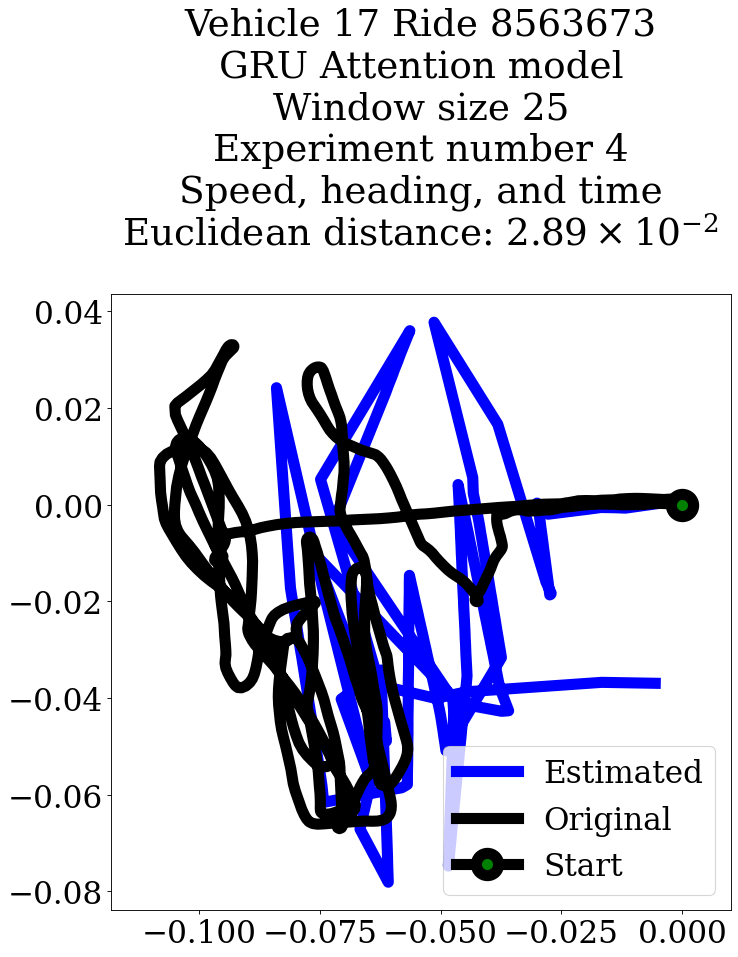 Vehicle 17 Ride 8563673
GRU Attention model
Window size 25
Experiment number 4
Speed, heading, and time
Euclidean distance: 2.89 × 10⁻²
0.04
0.02
0.00
−0.02
−0.04
−0.06
−0.08
Estimated
Original
Start
−0.100 −0.075 −0.050 −0.025 0.000